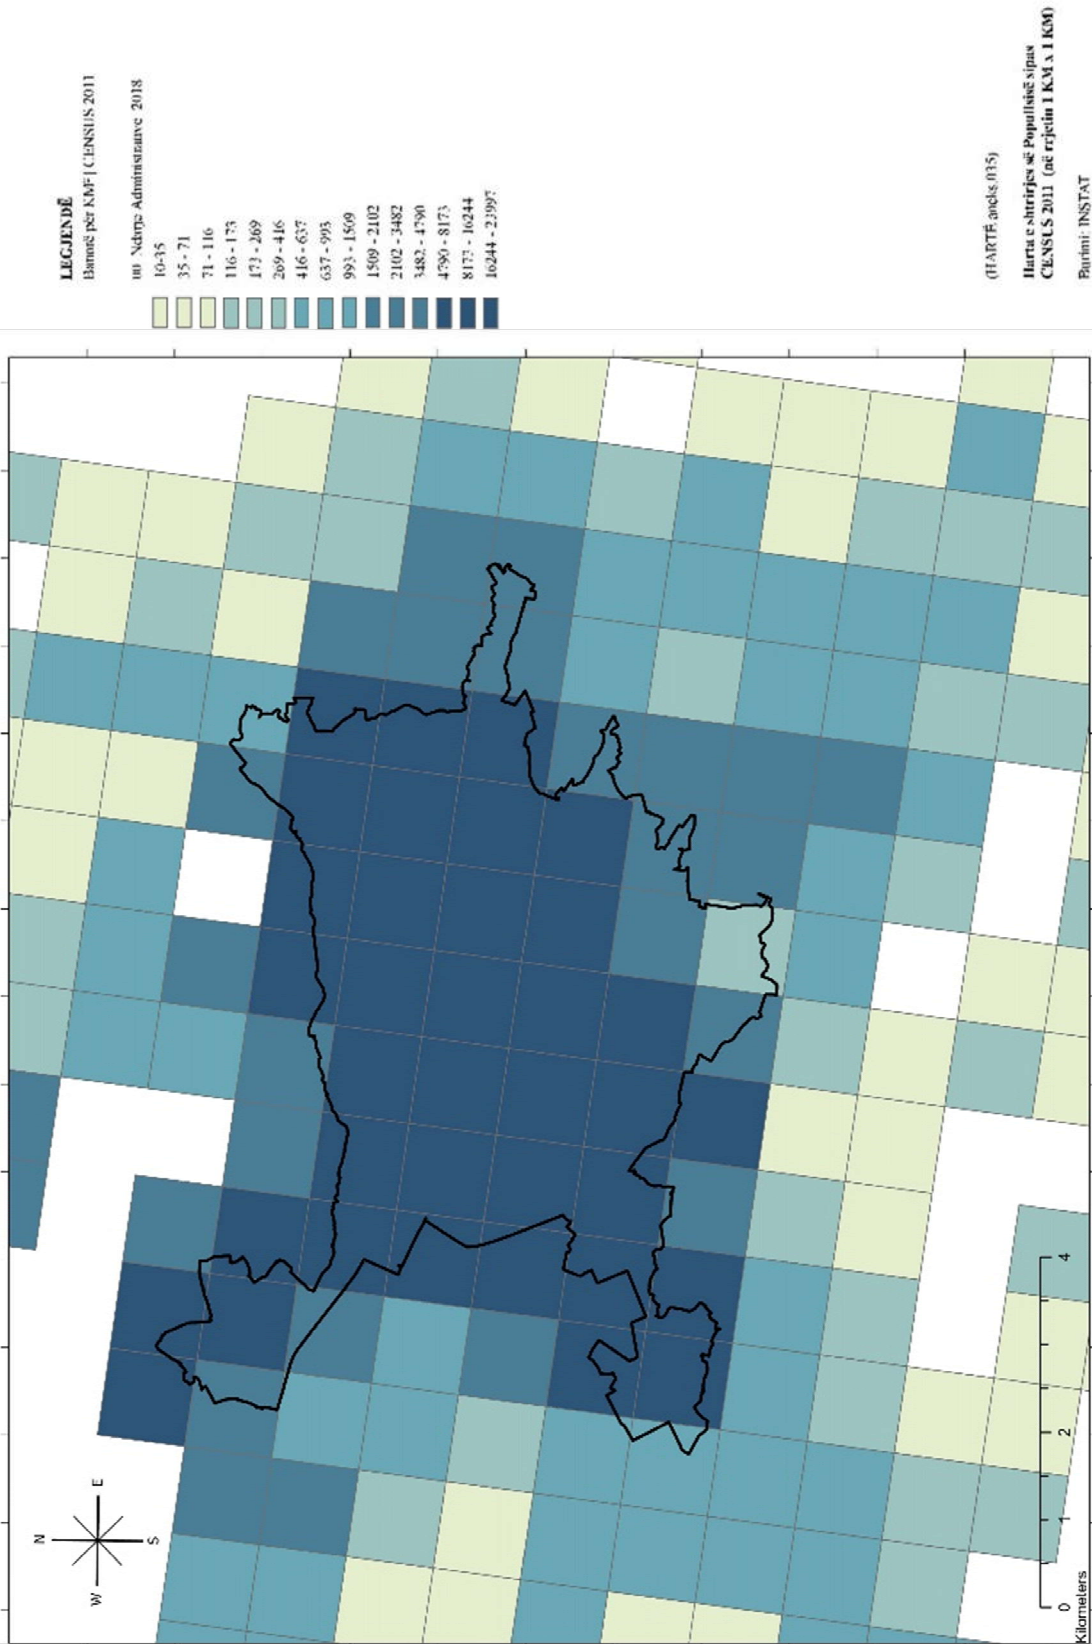 LEGJENDË
Banorë për KM² | CENSUS 2011
Ndarje Administrative 2018
10-35
35 - 71
71 - 116
116 - 173
173 - 269
269 - 416
416 - 637
637 - 993
993 - 1509
1509 - 2102
2102 - 3482
3482 - 4790
4790 - 8173
8173 - 16244
16244 - 23997
(HARTË aneks.035)
Harta e shtrirjes së Popullsisë sipas
CENSUS 2011 (në rrjetin 1 KM x 1 KM)
Burimi: INSTAT
N
W E
S
0 1 2 4
Kilometers